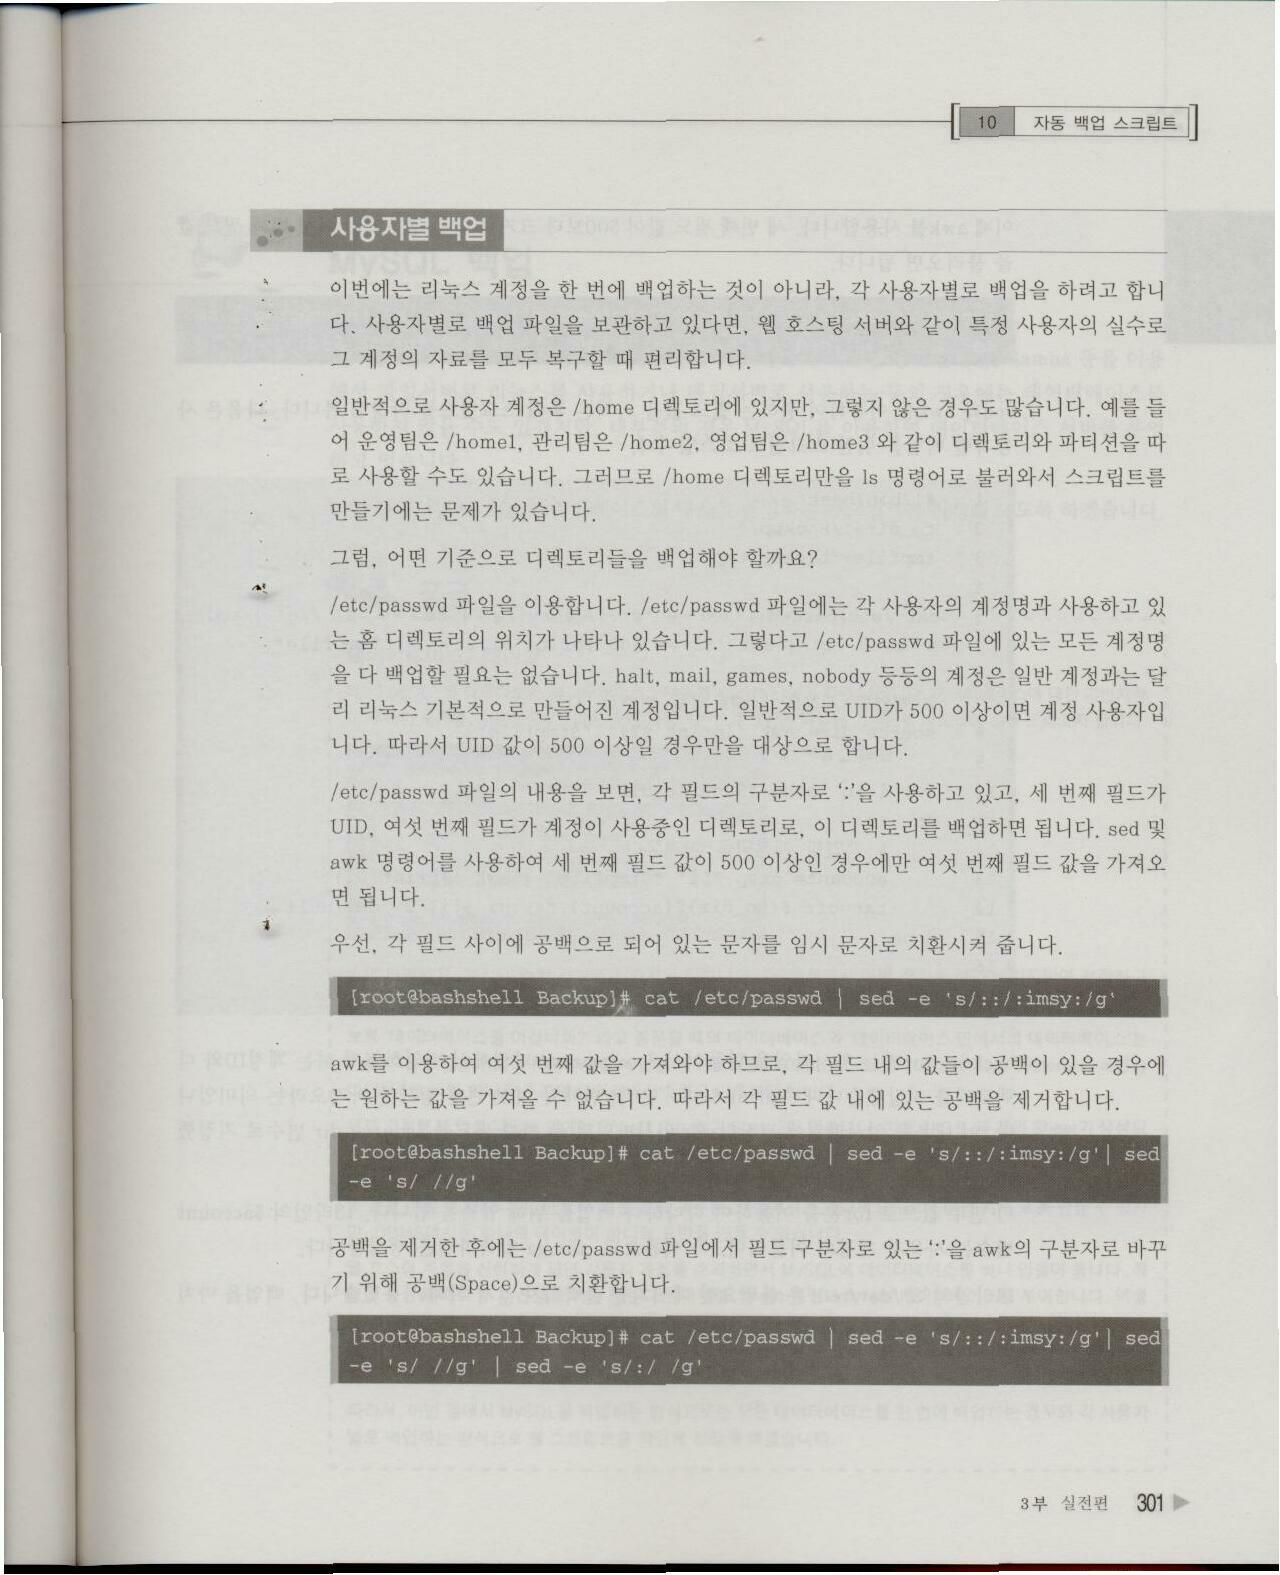 10 자동 백업 스크립트
사용자별 백업
이번에는 리눅스 계정을 한 번에 백업하는 것이 아니라, 각 사용자별로 백업을 하려고 합니
다. 사용자별로 백업 파일을 보관하고 있다면, 웹 호스팅 서버와 같이 특정 사용자의 실수로
그 계정의 자료를 모두 복구할 때 편리합니다.
일반적으로 사용자 계정은 /home 디렉토리에 있지만, 그렇지 않은 경우도 많습니다. 예를 들
어 운영팀은 /home1, 관리팀은 /home2, 영업팀은 /home3 와 같이 디렉토리와 파티션을 따
로 사용할 수도 있습니다. 그러므로 /home 디렉토리만을 ls 명령어로 불러와서 스크립트를
만들기에는 문제가 있습니다.
그럼, 어떤 기준으로 디렉토리들을 백업해야 할까요?
/etc/passwd 파일을 이용합니다. /etc/passwd 파일에는 각 사용자의 계정명과 사용하고 있
는 홈 디렉토리의 위치가 나타나 있습니다. 그렇다고 /etc/passwd 파일에 있는 모든 계정명
을 다 백업할 필요는 없습니다. halt, mail, games, nobody 등등의 계정은 일반 계정과는 달
리 리눅스 기본적으로 만들어진 계정입니다. 일반적으로 UID가 500 이상이면 계정 사용자입
니다. 따라서 UID 값이 500 이상일 경우만을 대상으로 합니다.
/etc/passwd 파일의 내용을 보면, 각 필드의 구분자로 ‘:’을 사용하고 있고, 세 번째 필드가
UID, 여섯 번째 필드가 계정이 사용중인 디렉토리로, 이 디렉토리를 백업하면 됩니다. sed 및
awk 명령어를 사용하여 세 번째 필드 값이 500 이상인 경우에만 여섯 번째 필드 값을 가져오
면 됩니다.
우선, 각 필드 사이에 공백으로 되어 있는 문자를 임시 문자로 치환시켜 줍니다.
[root@bashshell Backup]# cat /etc/passwd | sed -e 's/::/:imsy:/g'
awk를 이용하여 여섯 번째 값을 가져와야 하므로, 각 필드 내의 값들이 공백이 있을 경우에
는 원하는 값을 가져올 수 없습니다. 따라서 각 필드 값 내에 있는 공백을 제거합니다.
[root@bashshell Backup]# cat /etc/passwd | sed -e 's/::/:imsy:/g'| sed
-e 's/ //g'
공백을 제거한 후에는 /etc/passwd 파일에서 필드 구분자로 있는 ‘:’을 awk의 구분자로 바꾸
기 위해 공백(Space)으로 치환합니다.
[root@bashshell Backup]# cat /etc/passwd | sed -e 's/::/:imsy:/g'| sed
-e 's/ //g' | sed -e 's/:/ /g'
3부 실전편 301